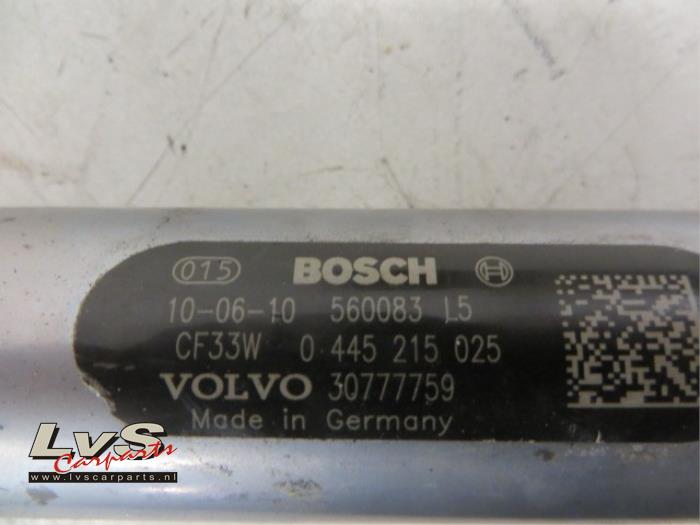 015 BOSCH
10-06-10 560083 L5
CF33W 0 445 215 025
VOLVO 30777759
Made in Germany
LvS
Carparts
www.lvscarparts.nl